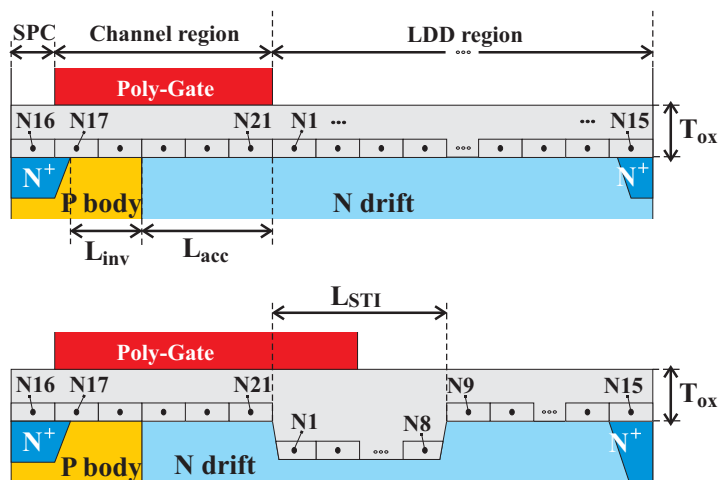 SPC Channel region LDD region
...
Poly-Gate
N16 N17 N21 N1 ... ... N15
Tox
...
N+ P body N drift N+
Linv Lacc
LSTI
Poly-Gate
N16 N17 N21 N9 N15
Tox
N1 N8 ...
...
N+ P body N drift N+